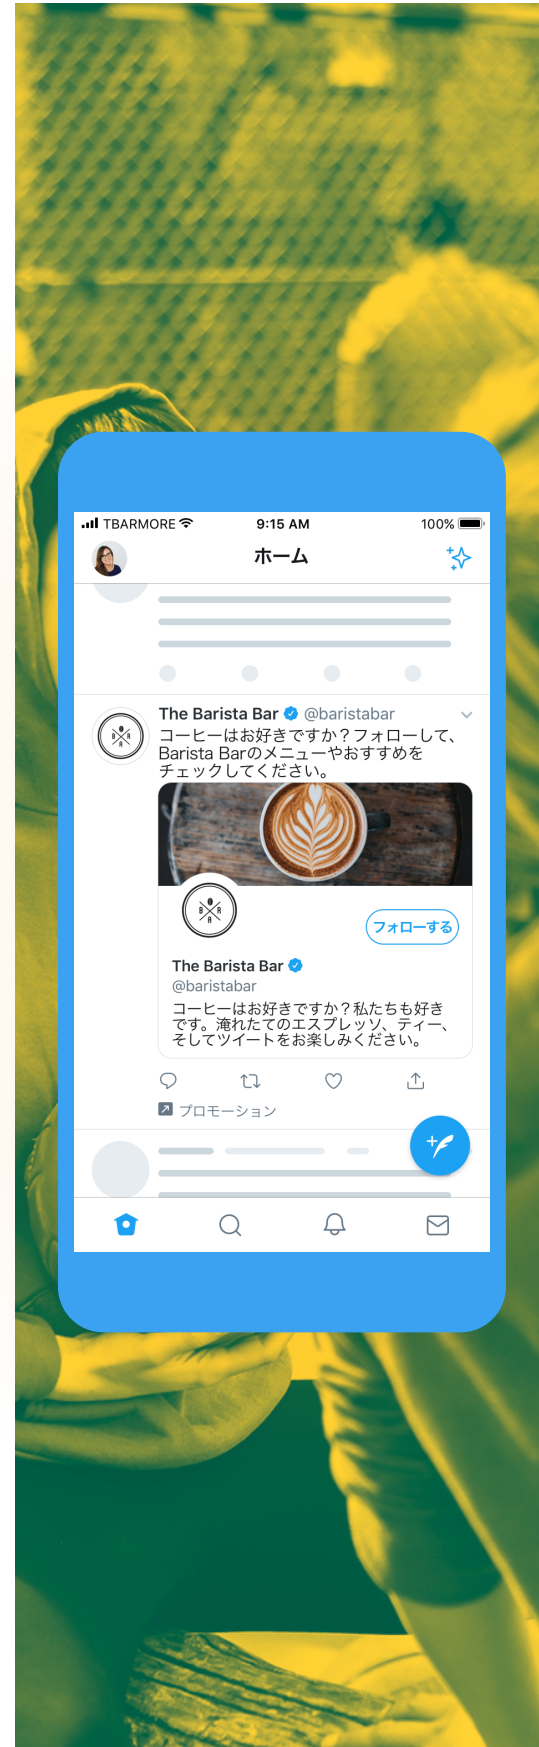 TBARMORE
9:15 AM
100%
ホーム
The Barista Bar @baristabar
コーヒーはお好きですか？フォローして、
Barista Barのメニューやおすすめを
チェックしてください。
B A R
A
B R
A
フォローする
The Barista Bar
@baristabar
コーヒーはお好きですか？私たちも好き
です。淹れたてのエスプレッソ、ティー、
そしてツイートをお楽しみください。
プロモーション